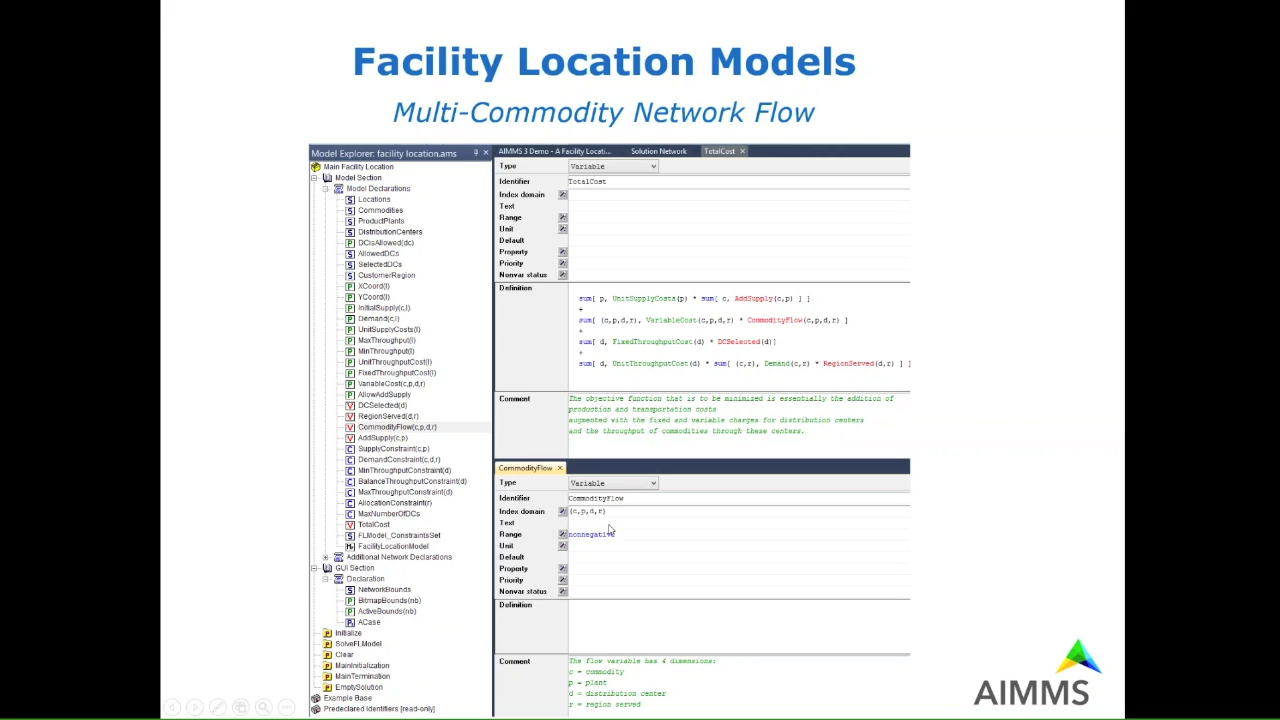 Facility Location Models
Multi-Commodity Network Flow
Model Explorer: facility location.ams
Main Facility Location
Model Section
Model Declarations
S Locations
S Commodities
S ProductPlants
S DistributionCenters
P DCisAllowed(dc)
S AllowedDCs
S SelectedDCs
S CustomerRegion
P XCoord(l)
P YCoord(l)
P InitialSupply(c,l)
P Demand(c,l)
P UnitSupplyCosts(l)
P MaxThroughput(l)
P MinThroughput(l)
P UnitThroughputCost(l)
P FixedThroughputCost(l)
P VariableCost(c,p,d,r)
P AllowAddSupply
V DCSelected(d)
V RegionServed(d,r)
V CommodityFlow(c,p,d,r)
V AddSupply(c,p)
C SupplyConstraint(c,p)
C DemandConstraint(c,d,r)
C MinThroughputConstraint(d)
C BalanceThroughputConstraint(d)
C MaxThroughputConstraint(d)
C AllocationConstraint(r)
C MaxNumberOfDCs
V TotalCost
S FLModel_ConstraintsSet
FacilityLocationModel
Additional Network Declarations
GUI Section
Declaration
S NetworkBounds
P BitmapBounds(nb)
P ActiveBounds(nb)
ACase
P Initialize
P SolveFLModel
P Clear
P MainInitialization
P MainTermination
P EmptySolution
Example Base
Predeclared Identifiers [read-only]
AIMMS 3 Demo - A Facility Locati...
Solution Network
TotalCost
Type Variable
Identifier TotalCost
Index domain
Text
Range
Unit
Default
Property
Priority
Nonvar status
Definition
sum[ p, UnitSupplyCosts(p) * sum[ c, AddSupply(c,p) ] ]
+
sum[ (c,p,d,r), VariableCost(c,p,d,r) * CommodityFlow(c,p,d,r) ]
+
sum[ d, FixedThroughputCost(d) * DCSelected(d)]
+
sum[ d, UnitThroughputCost(d) * sum[ (c,r), Demand(c,r) * RegionServed(d,r) ] ]
Comment
The objective function that is to be minimized is essentially the addition of
production and transportation costs
augmented with the fixed and variable charges for distribution centers
and the throughput of commodities through these centers.
CommodityFlow
Type Variable
Identifier CommodityFlow
Index domain (c,p,d,r)
Text
Range nonnegative
Unit
Default
Property
Priority
Nonvar status
Definition
Comment
The flow variable has 4 dimensions:
c = commodity
p = plant
d = distribution center
r = region served
AIMMS